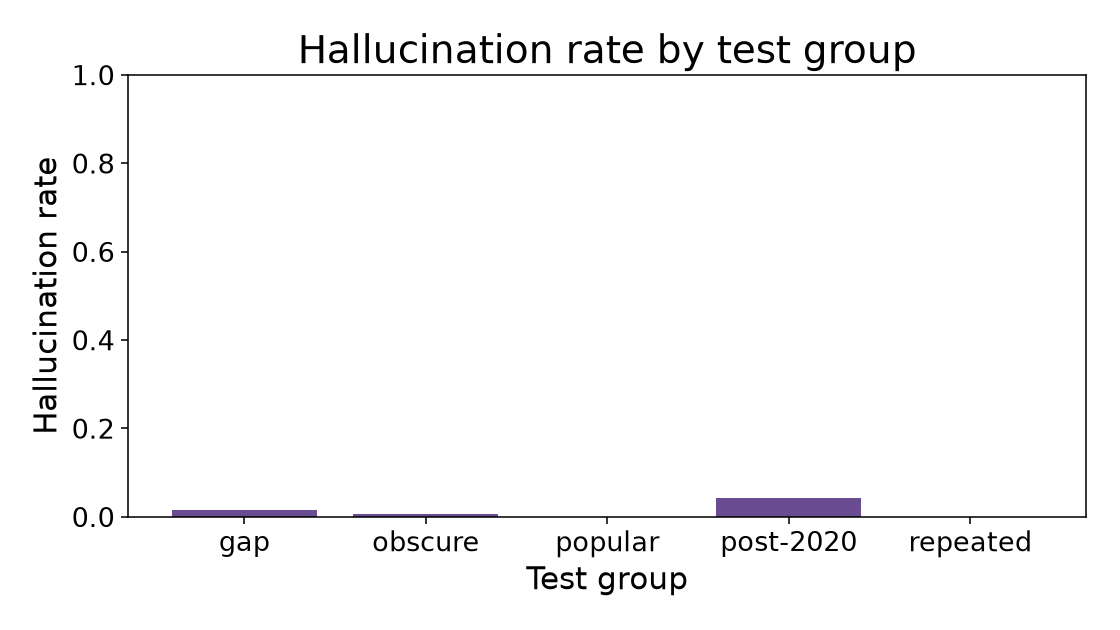 Hallucination rate by test group
1.0
0.8
0.6
0.4
0.2
0.0
Hallucination rate
gap obscure popular post-2020 repeated
Test group